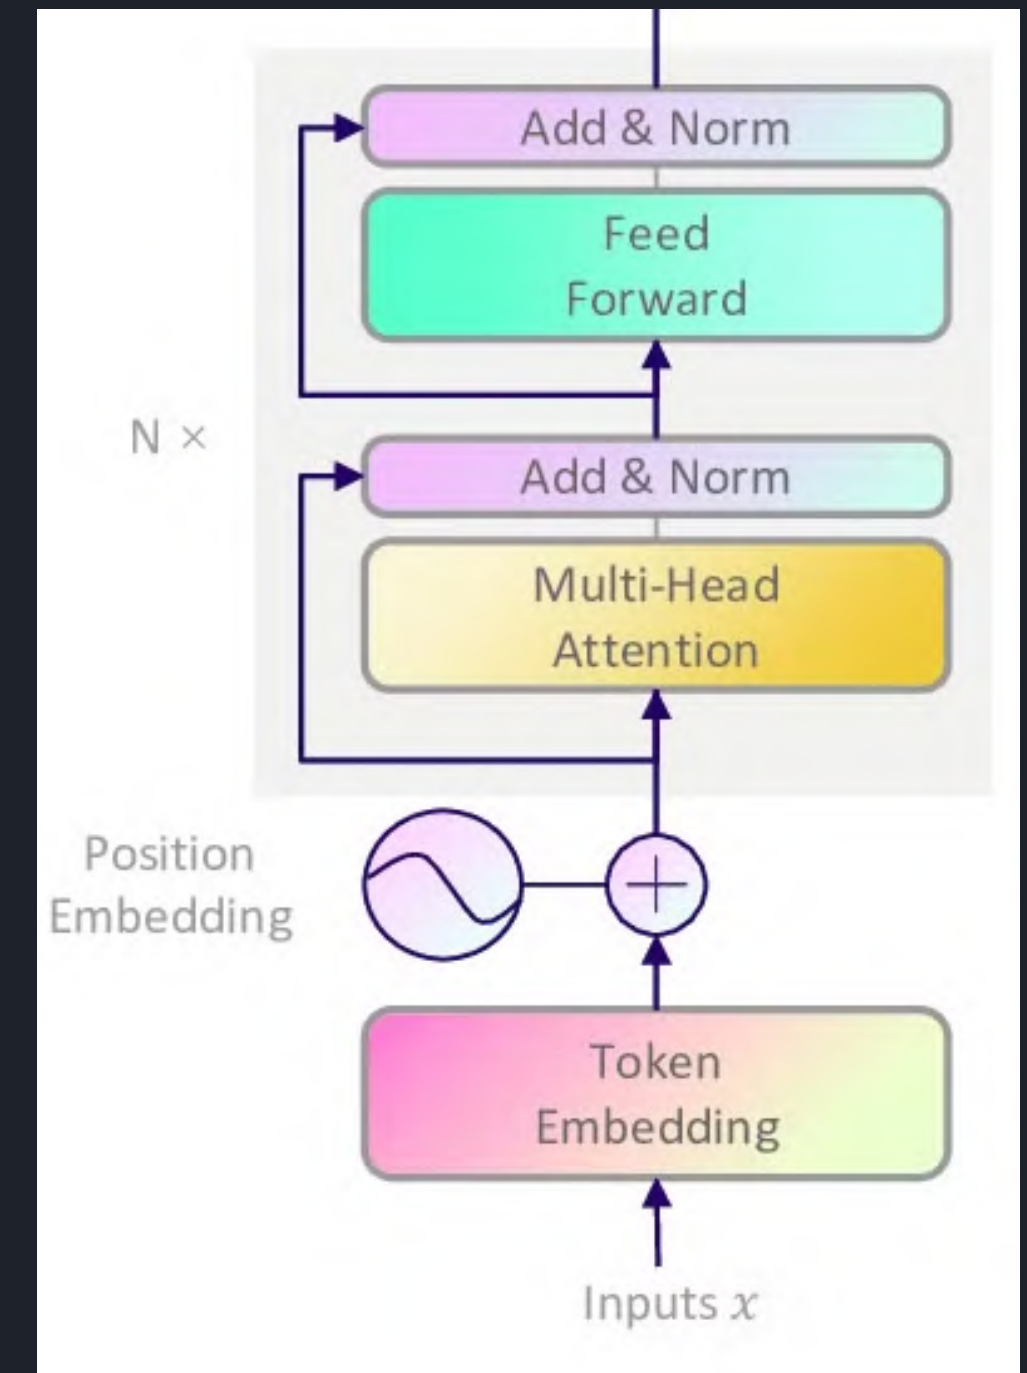 Add & Norm
Feed
Forward
N ×
Add & Norm
Multi-Head
Attention
Position
Embedding
Token
Embedding
Inputs x